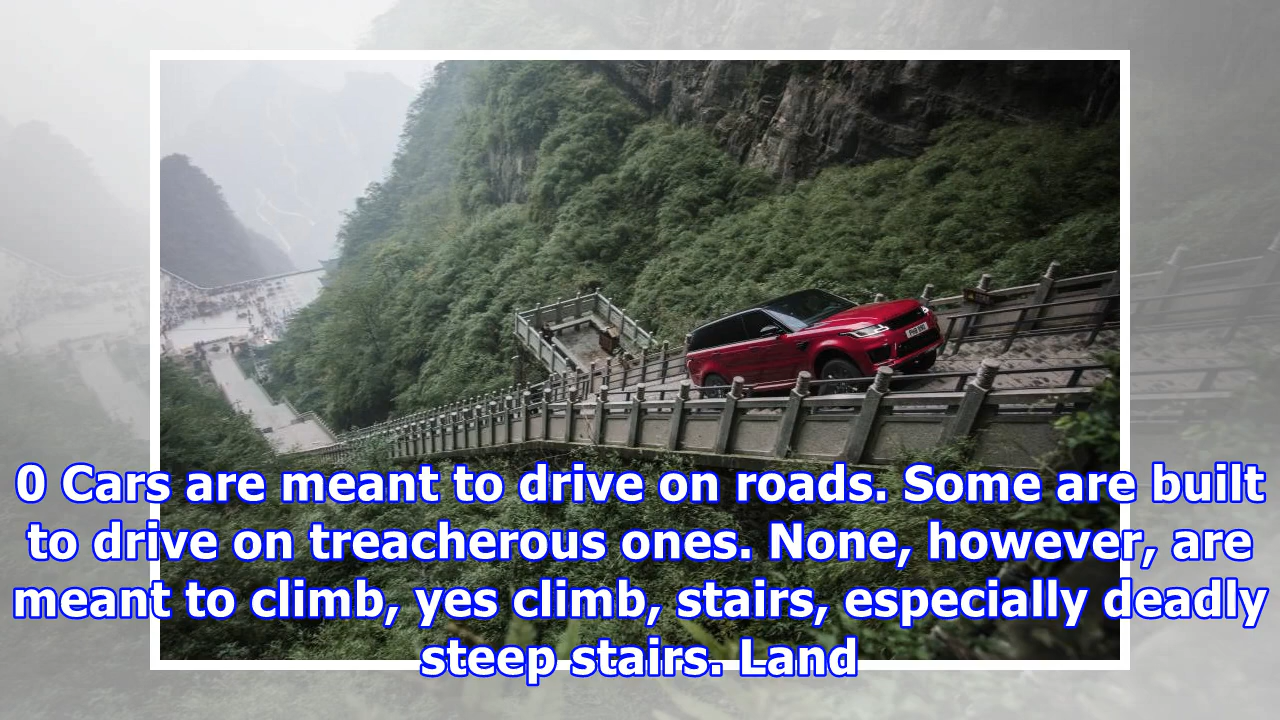 0 Cars are meant to drive on roads. Some are built
to drive on treacherous ones. None, however, are
meant to climb, yes climb, stairs, especially deadly
steep stairs. Land